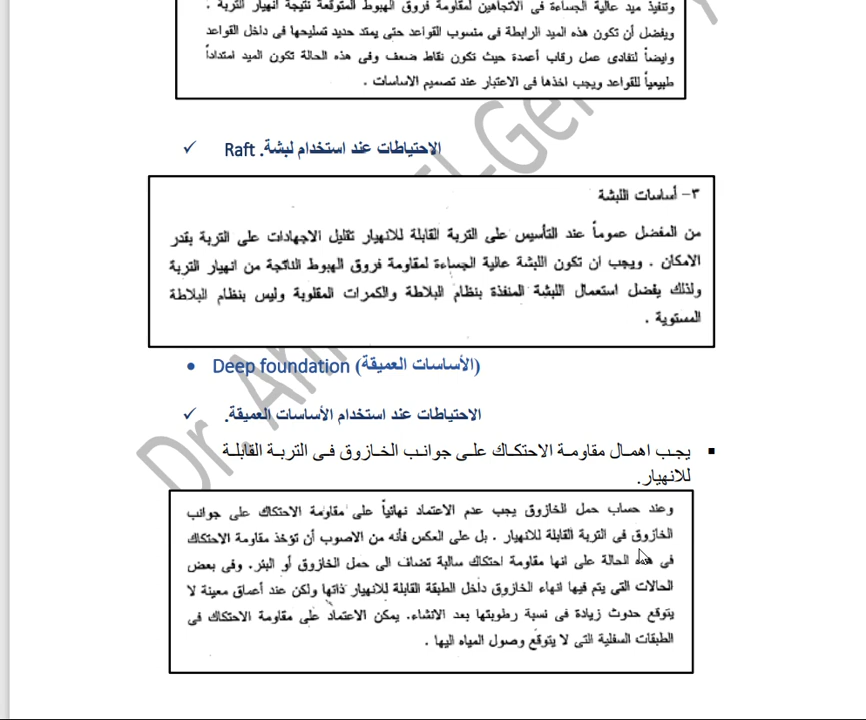 وتنفيذ ميد عالية الجساءة فى الاتجاهين لمقاومة فروق الهبوط المتوقعة نتيجة انهيار التربة .
ويفضل أن تكون هذه الميد الرابطة فى منسوب القواعد حتى يمتد حديد تسليحها فى داخل القواعد
وايضاً لتفادى عمل رقاب أعمدة حيث تكون نقاط ضعف وفى هذه الحالة تكون الميد امتداداً
طبيعياً للقواعد ويجب اخذها فى الاعتبار عند تصميم الاساسات .
✓ الاحتياطات عند استخدام لبشة. Raft
٣- أساسات اللبشة
من المفضل عموماً عند التأسيس على التربة القابلة للانهيار تقليل الاجهادات على التربة بقدر
الامكان . ويجب ان تكون اللبشة عالية الجساءة لمقاومة فروق الهبوط الناتجة من انهيار التربة
ولذلك يفضل استعمال اللبشة المنفذة بنظام البلاطة والكمرات المقلوبة وليس بنظام البلاطة
المستوية .
• Deep foundation (الأساسات العميقة)
✓ الاحتياطات عند استخدام الأساسات العميقة.
▪ يجب اهمال مقاومة الاحتكاك على جوانب الخازوق فى التربة القابلة
للانهيار.
وعند حساب حمل الخازوق يجب عدم الاعتماد نهائياً على مقاومة الاحتكاك على جوانب
الخازوق فى التربة القابلة للانهيار . بل على العكس فأنه من الاصوب أن تؤخذ مقاومة الاحتكاك
فى هذه الحالة على انها مقاومة احتكاك سالبة تضاف الى حمل الخازوق أو البئر. وفى بعض
الحالات التي يتم فيها انهاء الخازوق داخل الطبقة القابلة للانهيار ذاتها ولكن عند أعماق معينة لا
يتوقع حدوث زيادة فى نسبة رطوبتها بعد الانشاء. يمكن الاعتماد على مقاومة الاحتكاك فى
الطبقات السفلية التى لا يتوقع وصول المياه اليها .
Dr.